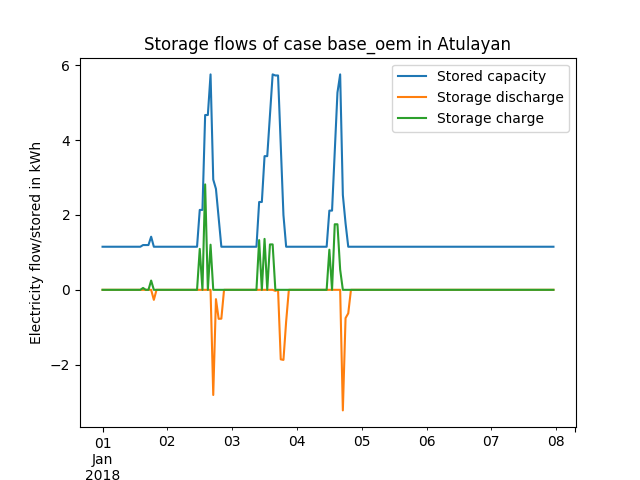 Storage flows of case base_oem in Atulayan
Stored capacity
Storage discharge
Storage charge
Electricity flow/stored in kWh
6
4
2
0
−2
01 02 03 04 05 06 07 08
Jan
2018